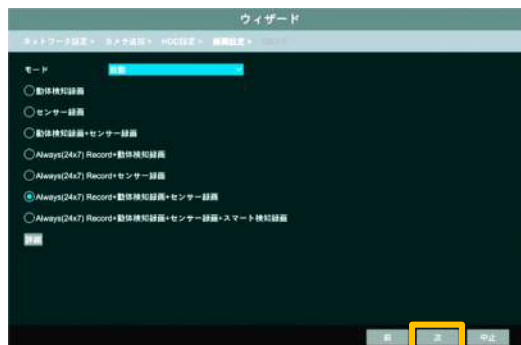 ウィザード
ネットワーク設定 > カメラ追加 > HDD設定 > 録画設定 >
モード 自動
動体検知録画
センサー録画
動体検知録画+センサー録画
Always(24x7) Record+動体検知録画
Always(24x7) Record+センサー録画
Always(24x7) Record+動体検知録画+センサー録画
Always(24x7) Record+動体検知録画+センサー録画+スマート検知録画
詳細
前 次 中止